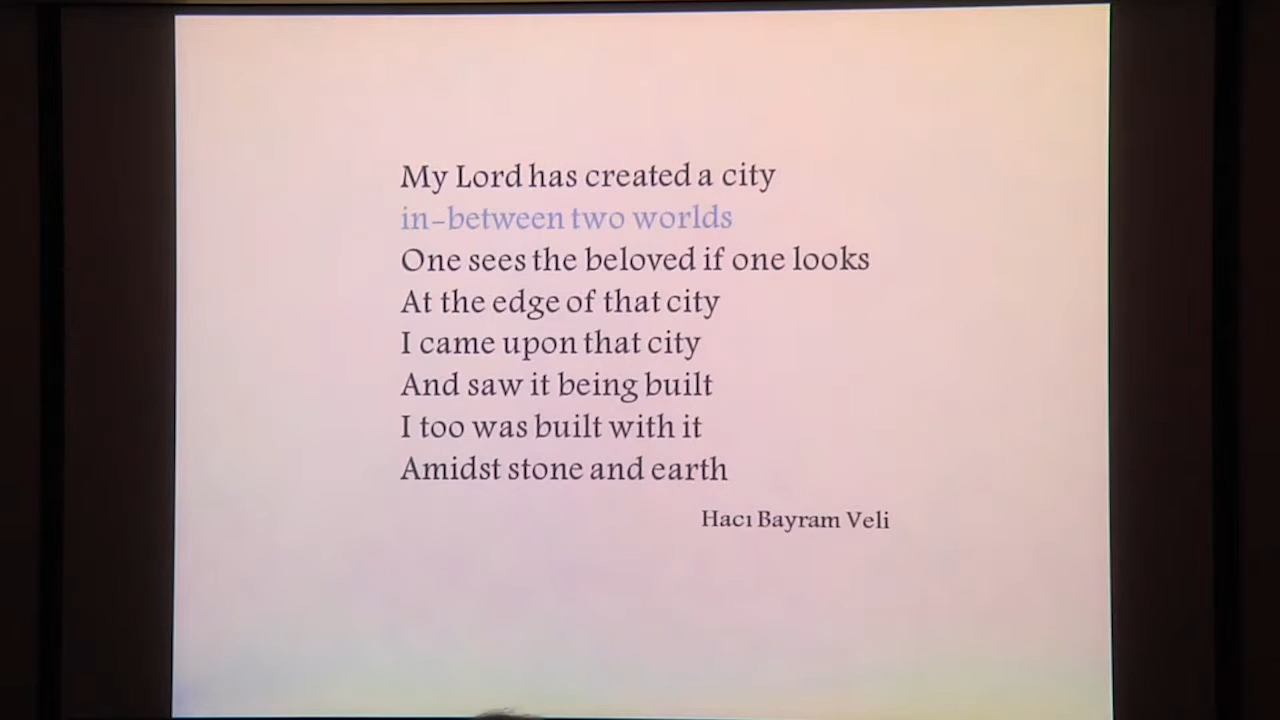 My Lord has created a city
in-between two worlds
One sees the beloved if one looks
At the edge of that city
I came upon that city
And saw it being built
I too was built with it
Amidst stone and earth
Hacı Bayram Veli